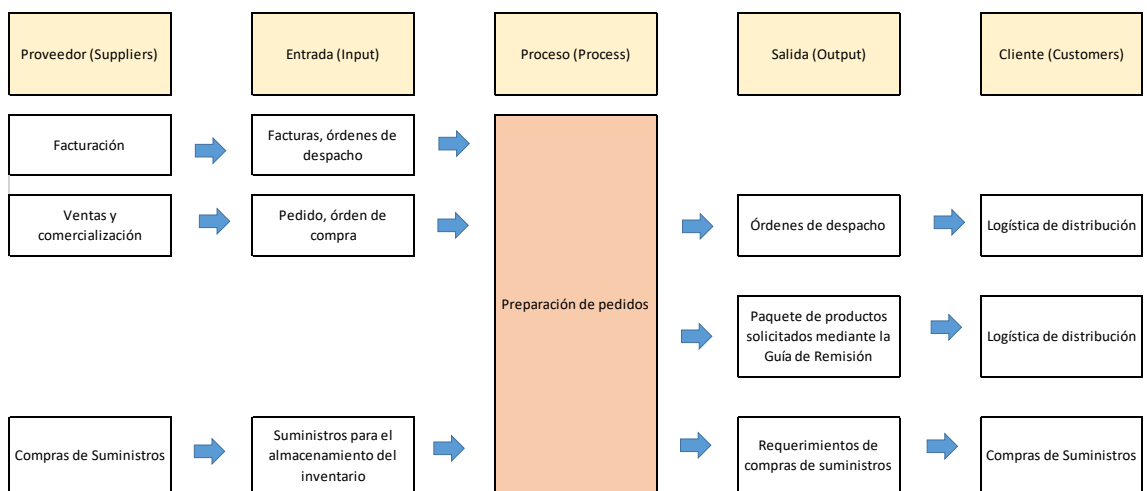 Proveedor (Suppliers)
Entrada (Input)
Proceso (Process)
Salida (Output)
Cliente (Customers)
Facturación
Facturas, órdenes de
despacho
Ventas y
comercialización
Pedido, órden de
compra
Órdenes de despacho
Logística de distribución
Preparación de pedidos
Paquete de productos
solicitados mediante la
Guía de Remisión
Logística de distribución
Compras de Suministros
Suministros para el
almacenamiento del
inventario
Requerimientos de
compras de suministros
Compras de Suministros